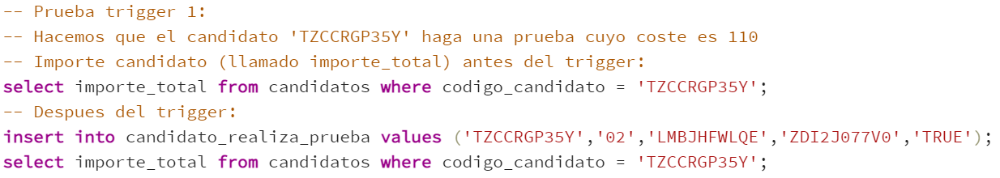 -- Prueba trigger 1:
-- Hacemos que el candidato 'TZCCRGP35Y' haga una prueba cuyo coste es 110
-- Importe candidato (llamado importe_total) antes del trigger:
select importe_total from candidatos where codigo_candidato = 'TZCCRGP35Y';
-- Despues del trigger:
insert into candidato_realiza_prueba values ('TZCCRGP35Y','02','LMBJHFWLQE','ZDI2J077V0','TRUE');
select importe_total from candidatos where codigo_candidato = 'TZCCRGP35Y';